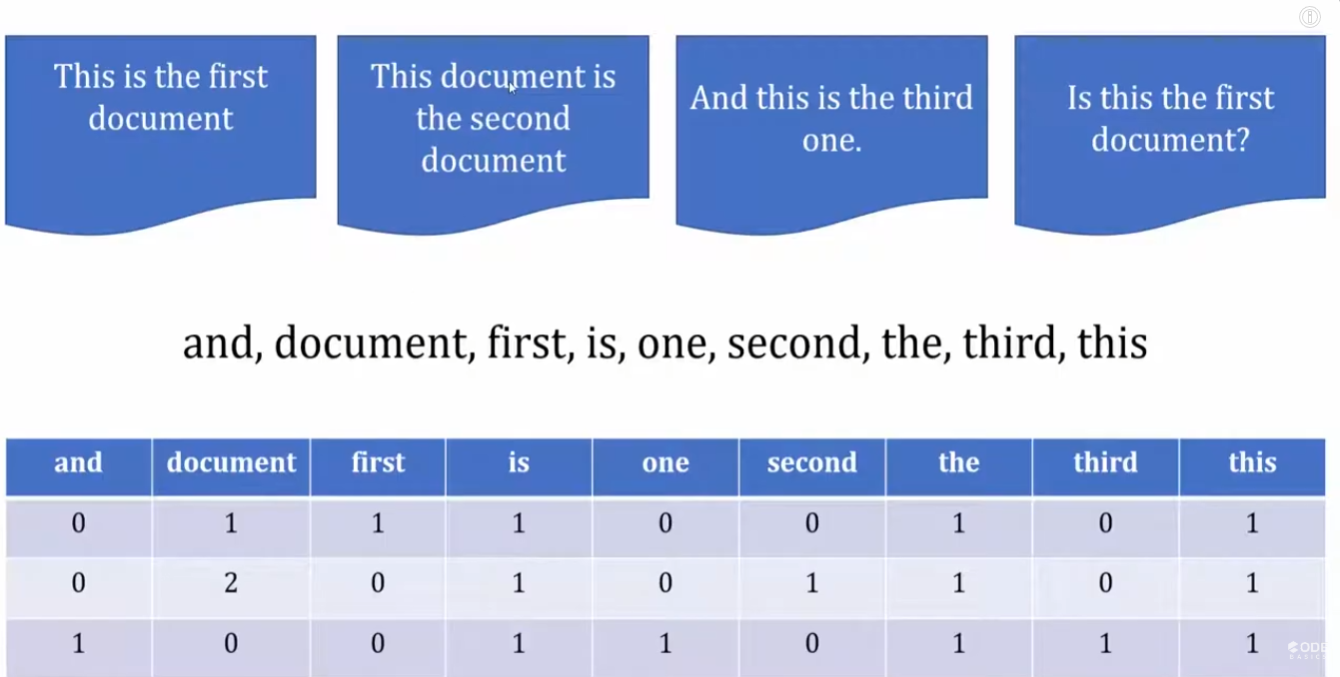 This is the first
document
This document is
the second
document
And this is the third
one.
Is this the first
document?
and, document, first, is, one, second, the, third, this
and document first is one second the third this
0 1 1 1 0 0 1 0 1
0 2 0 1 0 1 1 0 1
1 0 0 1 1 0 1 1 1
CODE
BASICS